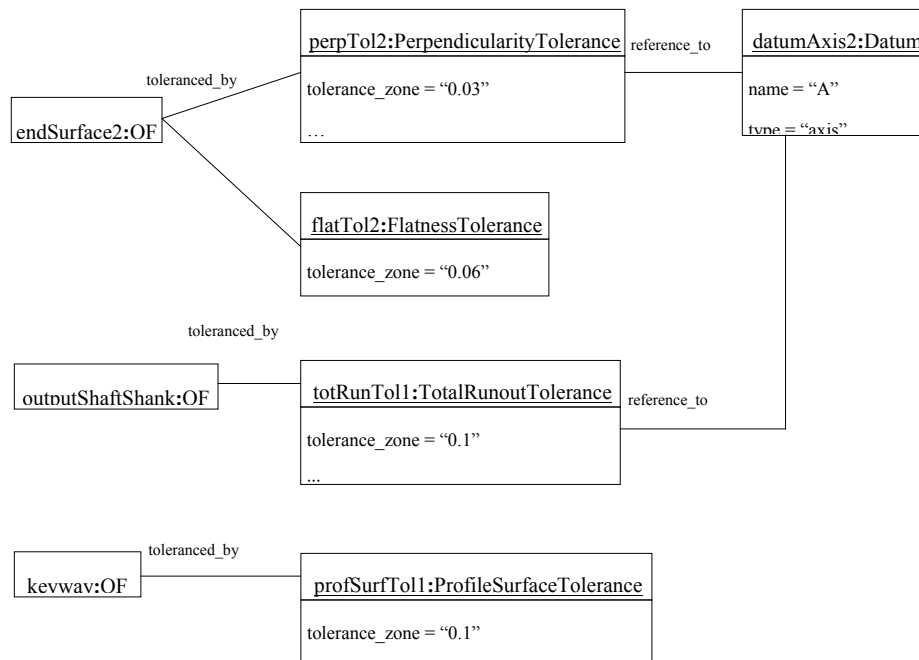 perpTol2:PerpendicularityTolerance
tolerance_zone = “0.03”
…
reference_to
datumAxis2:Datum
name = “A”
type = “axis”
toleranced_by
endSurface2:OF
flatTol2:FlatnessTolerance
tolerance_zone = “0.06”
toleranced_by
outputShaftShank:OF
totRunTol1:TotalRunoutTolerance
tolerance_zone = “0.1”
...
reference_to
toleranced_by
keyway:OF
profSurfTol1:ProfileSurfaceTolerance
tolerance_zone = “0.1”